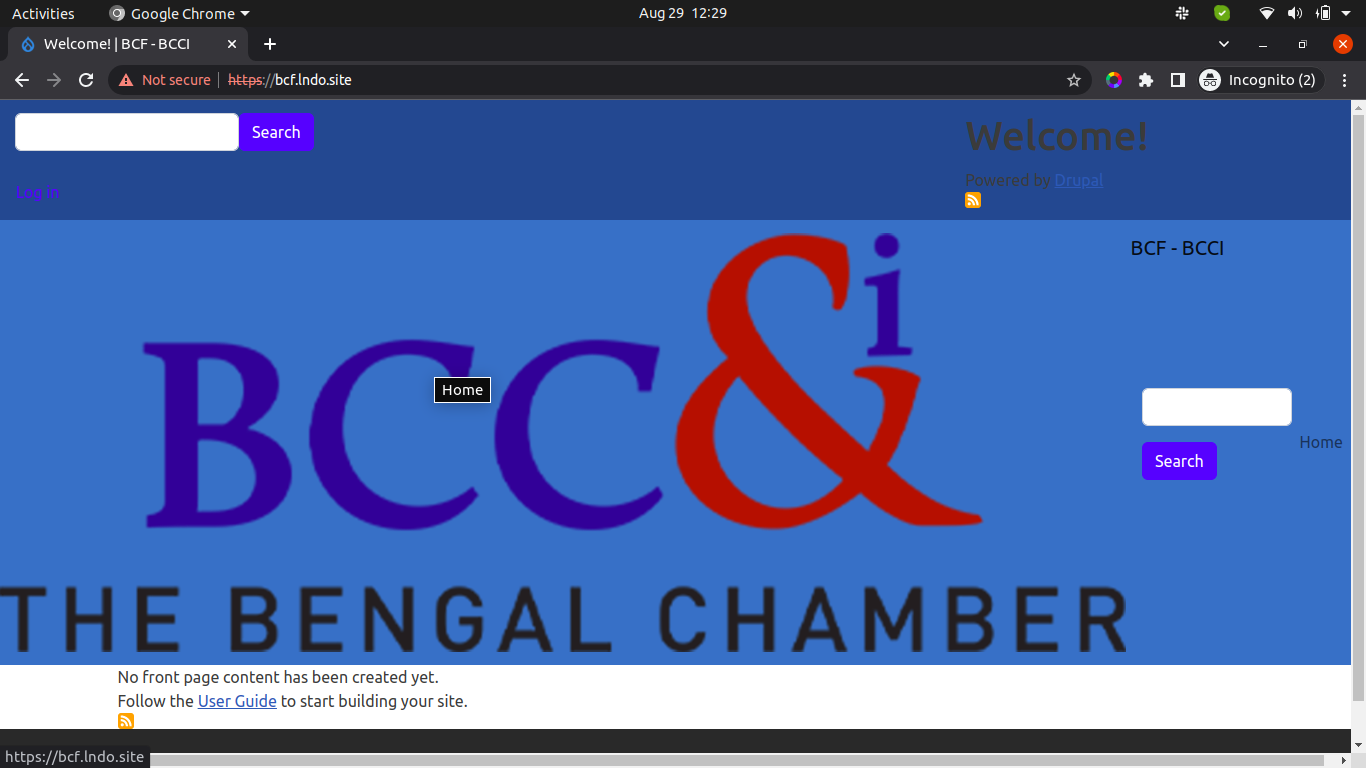 Activities Google Chrome Aug 29 12:29
Welcome! | BCF - BCCI
Not secure https://bcf.lndo.site Incognito (2)
Search
Welcome!
Powered by Drupal
Log in
BCF - BCCI
BCC&i
Home
Home
Search
THE BENGAL CHAMBER
No front page content has been created yet.
Follow the User Guide to start building your site.
https://bcf.lndo.site